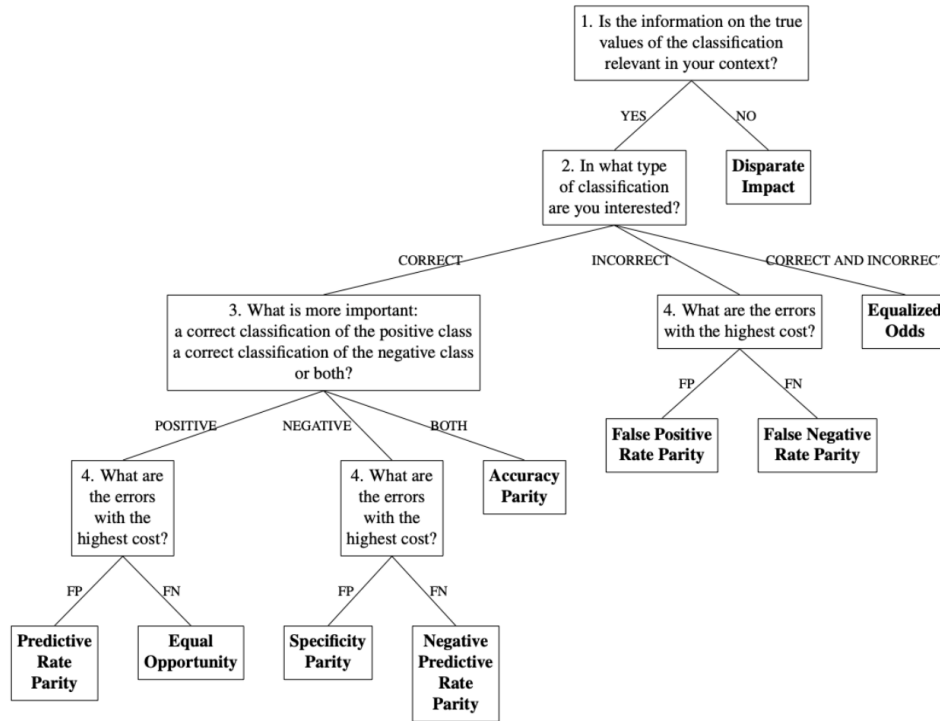 1. Is the information on the true
values of the classification
relevant in your context?
YES
NO
2. In what type
of classification
are you interested?
Disparate
Impact
CORRECT
INCORRECT
CORRECT AND INCORRECT
3. What is more important:
a correct classification of the positive class
a correct classification of the negative class
or both?
4. What are the errors
with the highest cost?
Equalized
Odds
FP
FN
POSITIVE
NEGATIVE
BOTH
False Positive
Rate Parity
False Negative
Rate Parity
4. What are
the errors
with the
highest cost?
4. What are
the errors
with the
highest cost?
Accuracy
Parity
FP
FN
FP
FN
Predictive
Rate
Parity
Equal
Opportunity
Specificity
Parity
Negative
Predictive
Rate
Parity